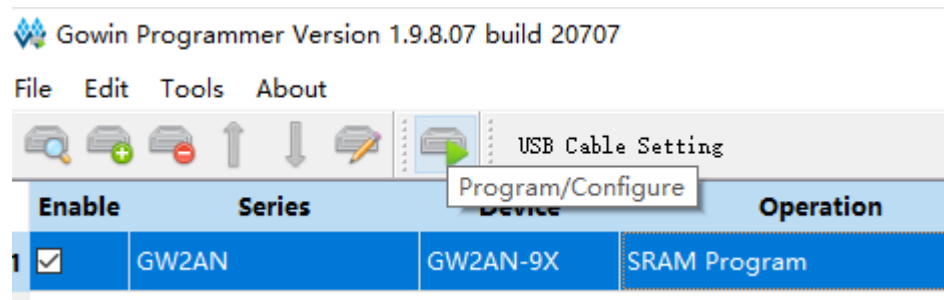 Gowin Programmer Version 1.9.8.07 build 20707
File Edit Tools About
USB Cable Setting
Program/Configure
Enable Series Device Operation
1 GW2AN GW2AN-9X SRAM Program